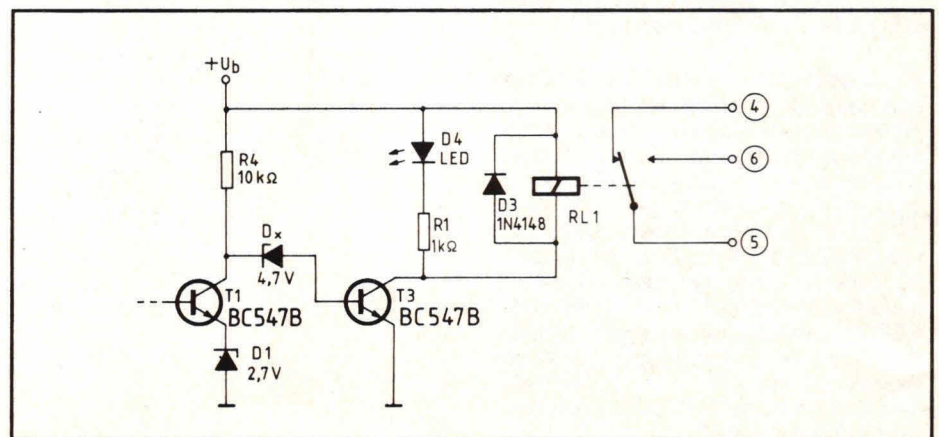 +Ub
R4
10kΩ
Dx
4,7V
T1
BC547B
D1
2,7V
D4
LED
R1
1kΩ
T3
BC547B
D3
1N4148
RL1
4
6
5